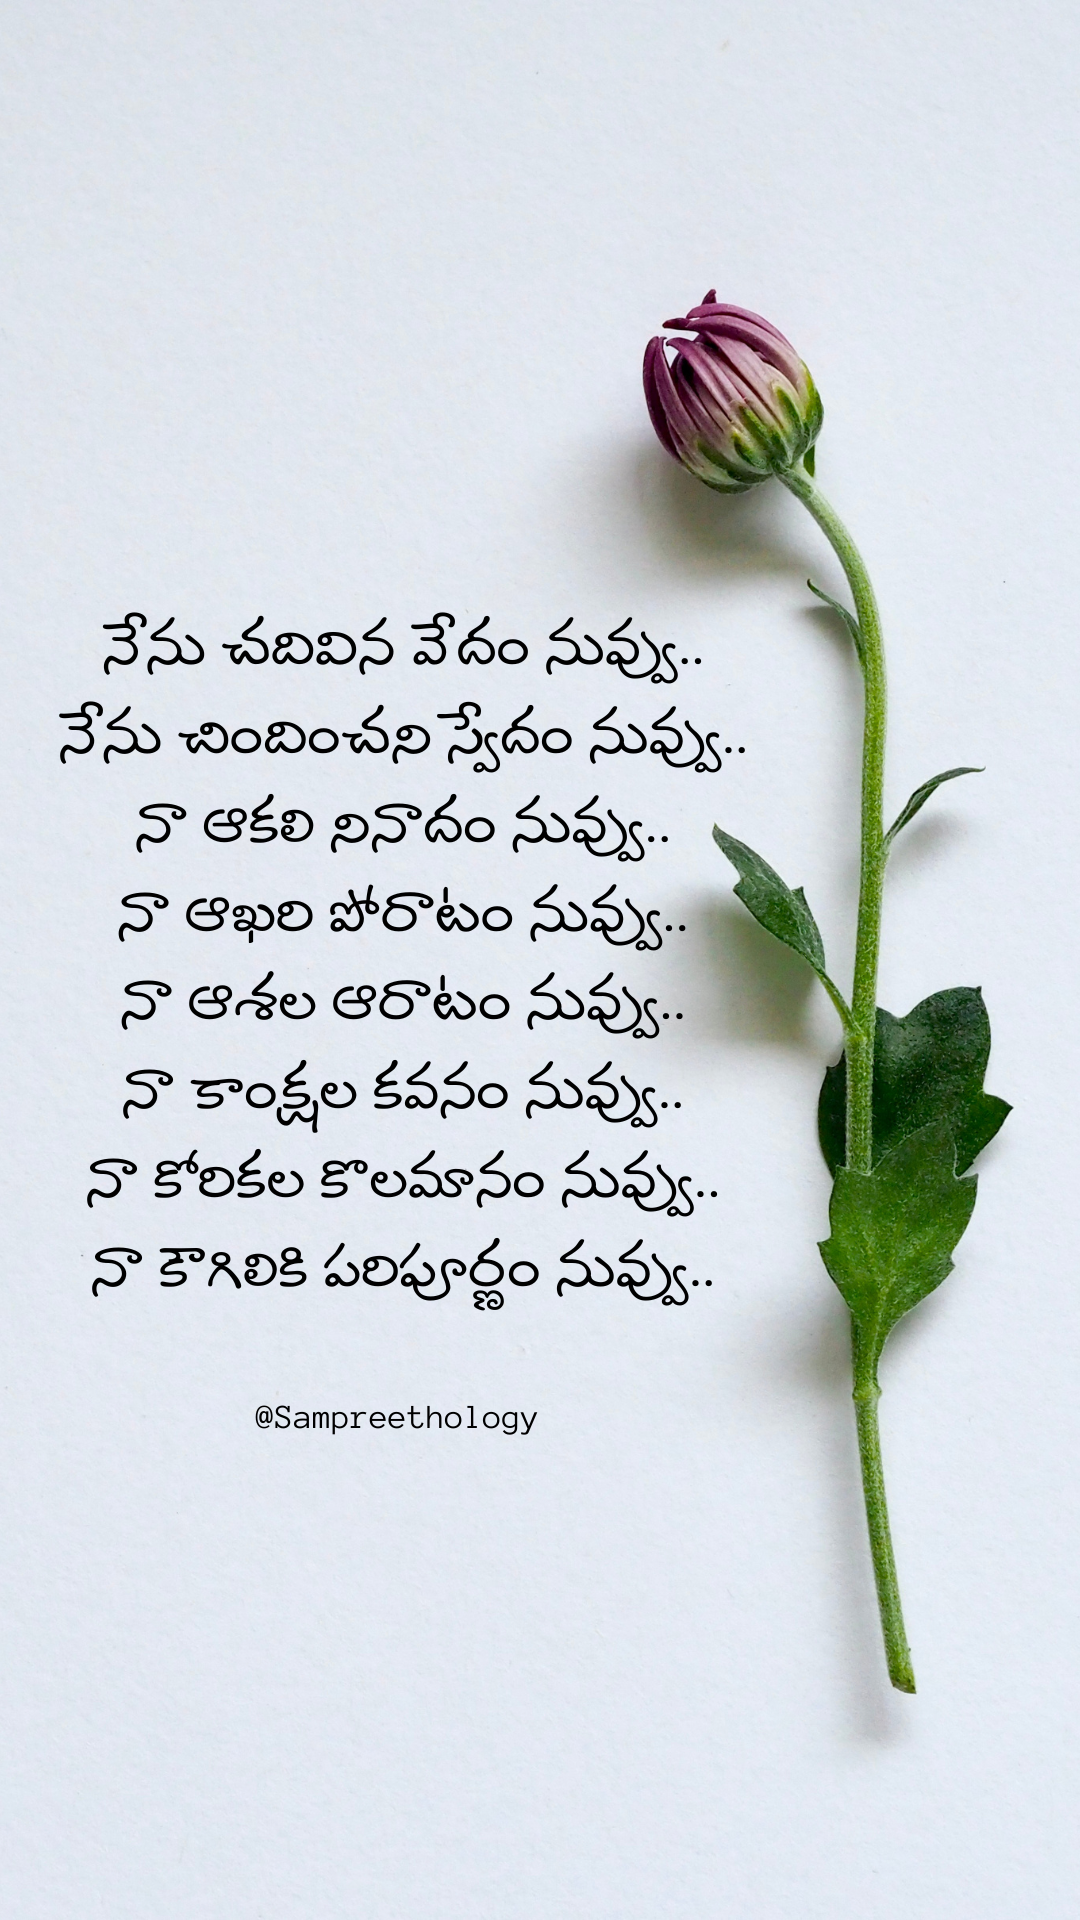 నేను చదివిన వేదం నువ్వు..
నేను చిందించని స్వేదం నువ్వు..
నా ఆకలి నినాదం నువ్వు..
నా ఆఖరి పోరాటం నువ్వు..
నా ఆశల ఆరాటం నువ్వు..
నా కాంక్షల కవనం నువ్వు..
నా కోరికల కొలమానం నువ్వు..
నా కౌగిలికి పరిపూర్ణం నువ్వు..
@Sampreethology